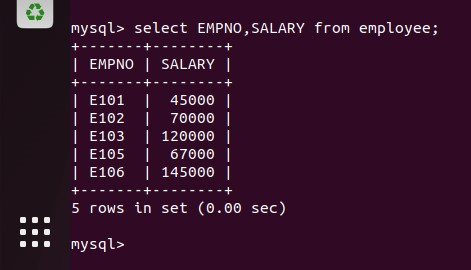 mysql> select EMPNO,SALARY from employee;
+-------+--------+
| EMPNO | SALARY |
+-------+--------+
| E101  |  45000 |
| E102  |  70000 |
| E103  | 120000 |
| E105  |  67000 |
| E106  | 145000 |
+-------+--------+
5 rows in set (0.00 sec)
mysql>